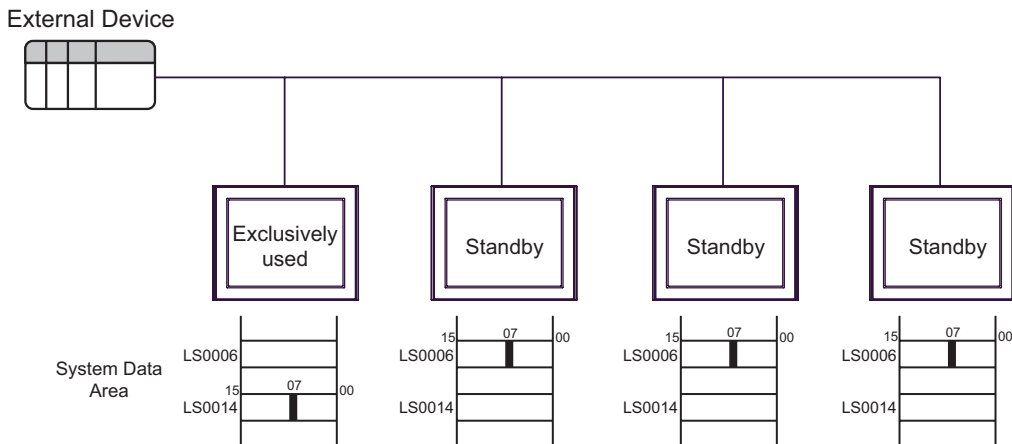 External Device
Exclusively
used
Standby
Standby
Standby
System Data
Area
LS0006
15 07 00
LS0014
15 07 00
LS0006
LS0014
15 07 00
LS0006
LS0014
15 07 00
LS0006
LS0014